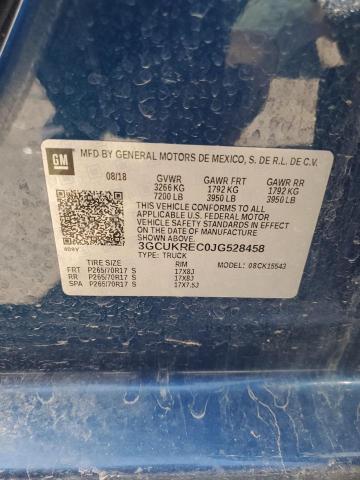 GM
MFD BY GENERAL MOTORS DE MEXICO, S. DE R.L. DE C.V.
08/18 GVWR GAWR FRT GAWR RR
3266 KG 1792 KG 1792 KG
7200 LB 3950 LB 3950 LB
THIS VEHICLE CONFORMS TO ALL APPLICABLE
U.S. FEDERAL MOTOR VEHICLE SAFETY STANDARDS
IN EFFECT ON THE DATE OF MANUFACTURE
SHOWN ABOVE.
3GCUKREC0JG528458
TYPE: TRUCK
TIRE SIZE RIM MODEL: 08CK15543
FRT P265/70R17 S 17X8J
RR P265/70R17 S 17X8J
SPA P265/70R17 S 17X7.5J